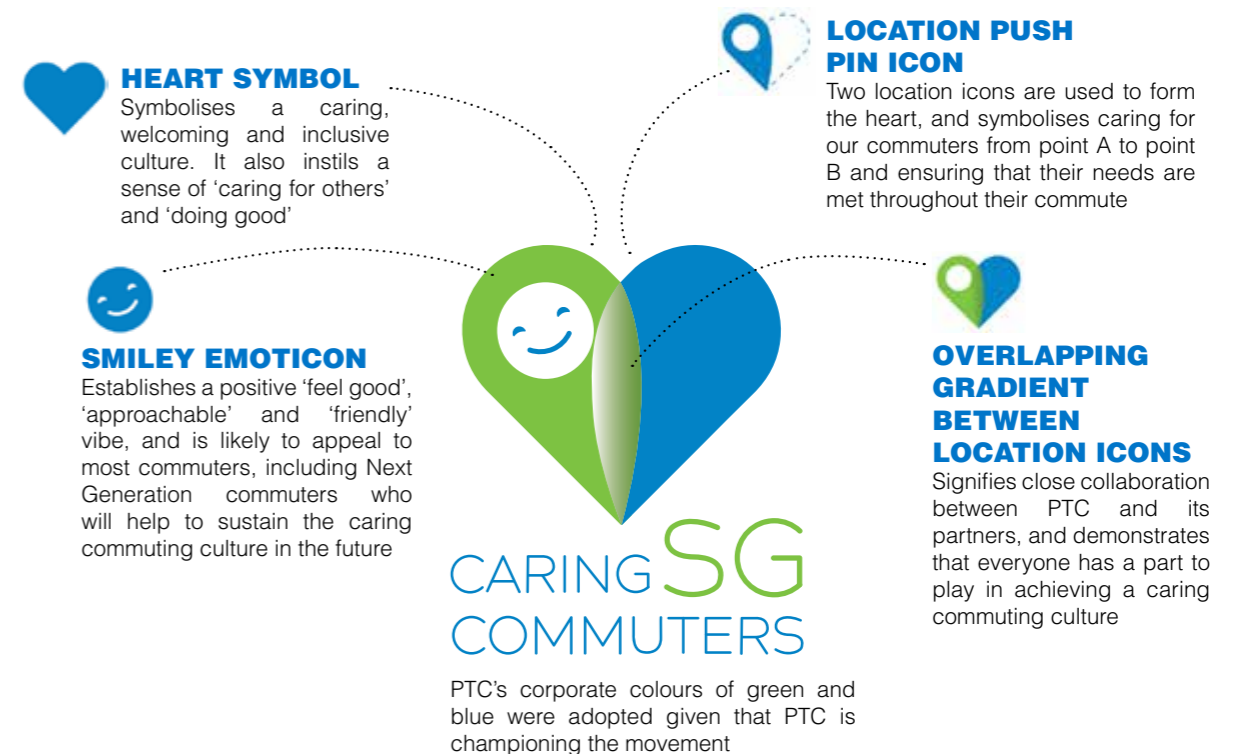 HEART SYMBOL
Symbolises a caring,
welcoming and inclusive
culture. It also instils a
sense of ‘caring for others’
and ‘doing good’
LOCATION PUSH
PIN ICON
Two location icons are used to form
the heart, and symbolises caring for
our commuters from point A to point
B and ensuring that their needs are
met throughout their commute
SMILEY EMOTICON
Establishes a positive ‘feel good’,
‘approachable’ and ‘friendly’
vibe, and is likely to appeal to
most commuters, including Next
Generation commuters who
will help to sustain the caring
commuting culture in the future
OVERLAPPING
GRADIENT
BETWEEN
LOCATION ICONS
Signifies close collaboration
between PTC and its
partners, and demonstrates
that everyone has a part to
play in achieving a caring
commuting culture
CARING SG
COMMUTERS
PTC’s corporate colours of green and
blue were adopted given that PTC is
championing the movement